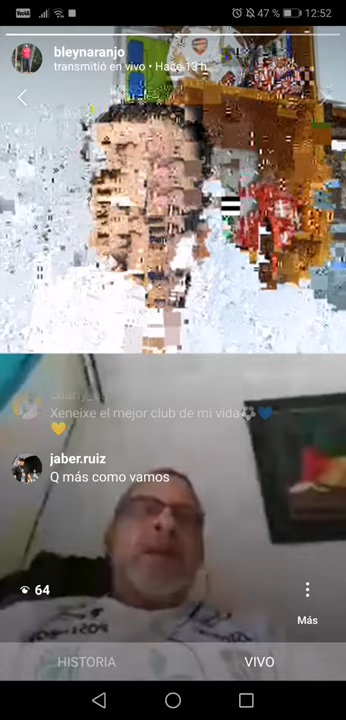 47 % 12:52
bleynaranjo
transmitió en vivo • Hace 13 h
Xeneixe el mejor club de mi vida
jaber.ruiz
Q más como vamos
64
Más
HISTORIA
VIVO